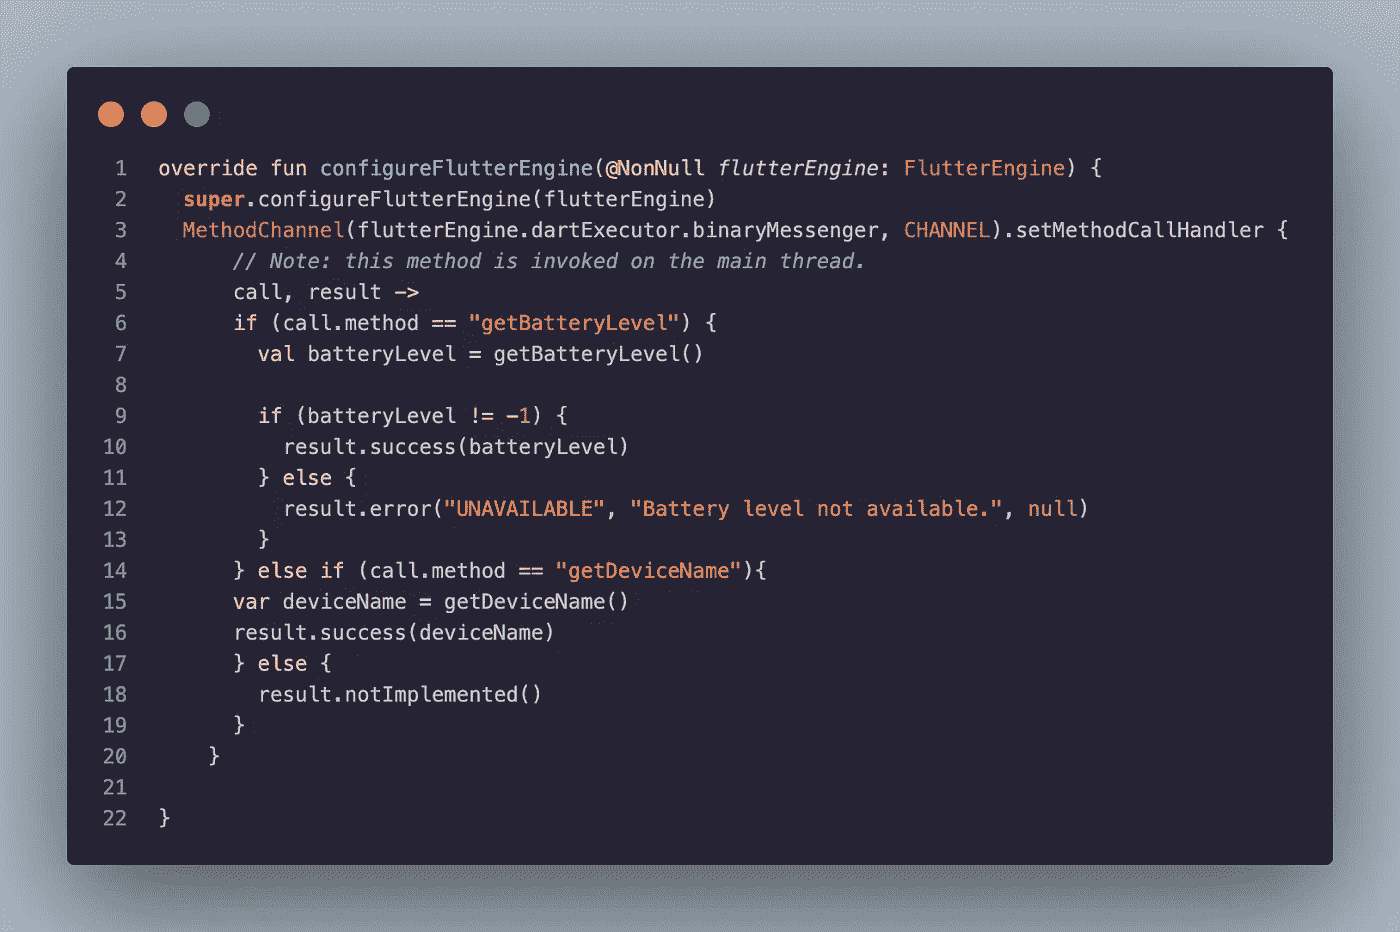 1 override fun configureFlutterEngine(@NonNull flutterEngine: FlutterEngine) {
2   super.configureFlutterEngine(flutterEngine)
3   MethodChannel(flutterEngine.dartExecutor.binaryMessenger, CHANNEL).setMethodCallHandler {
4       // Note: this method is invoked on the main thread.
5       call, result ->
6       if (call.method == "getBatteryLevel") {
7         val batteryLevel = getBatteryLevel()
8
9         if (batteryLevel != -1) {
10           result.success(batteryLevel)
11         } else {
12           result.error("UNAVAILABLE", "Battery level not available.", null)
13         }
14       } else if (call.method == "getDeviceName"){
15       var deviceName = getDeviceName()
16       result.success(deviceName)
17       } else {
18         result.notImplemented()
19       }
20     }
21
22 }